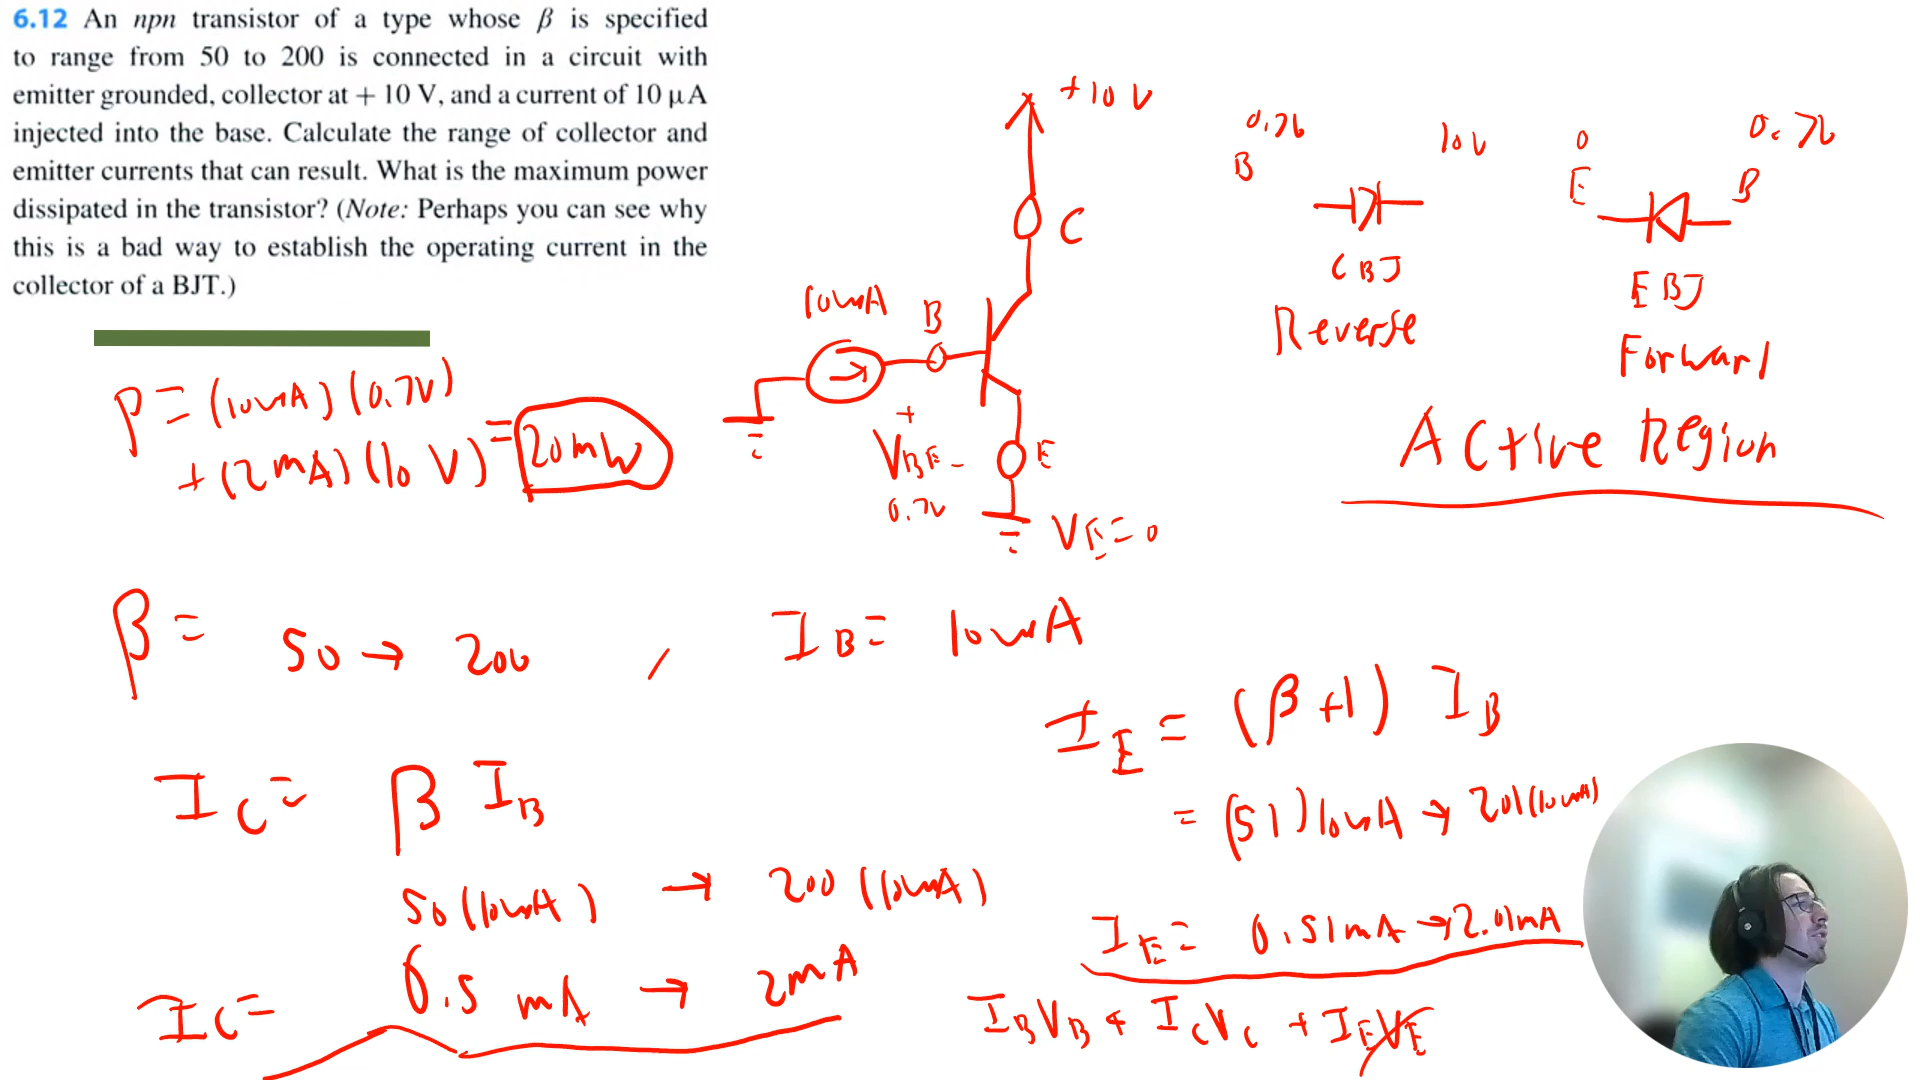 6.12 An npn transistor of a type whose β is specified
to range from 50 to 200 is connected in a circuit with
emitter grounded, collector at + 10 V, and a current of 10 μA
injected into the base. Calculate the range of collector and
emitter currents that can result. What is the maximum power
dissipated in the transistor? (Note: Perhaps you can see why
this is a bad way to establish the operating current in the
collector of a BJT.)
P = (10uA)(0.7V)
+ (2mA)(10 V) = 20mW
+10 V
C
10uA
B
+
VBE -
0.7V
E
VE = 0
0.7V
B
10V
CBJ
Reverse
0
E
0.7V
B
EBJ
Forward
Active Region
β = 50 → 200 , IB = 10uA
IC = β IB
50(10uA) → 200(10uA)
IC = 0.5 mA → 2mA
IE = (β+1) IB
= (51)10uA → 201(10uA)
IE = 0.51mA → 2.01mA
IBVB + ICVC + IEVE